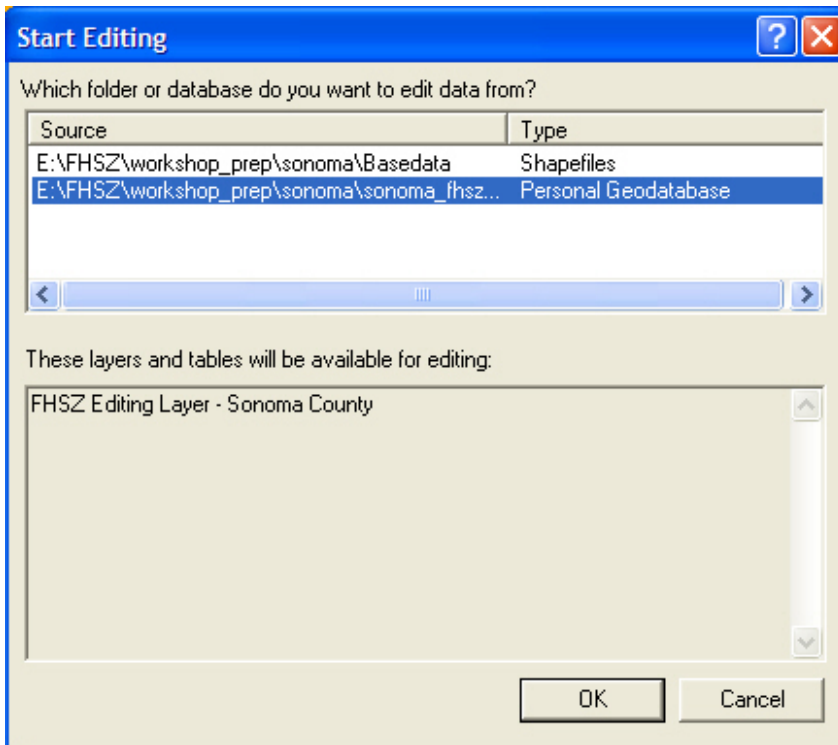 Start Editing
Which folder or database do you want to edit data from?
Source Type
E:\FHSZ\workshop_prep\sonoma\Basedata Shapefiles
E:\FHSZ\workshop_prep\sonoma\sonoma_fhsz... Personal Geodatabase
These layers and tables will be available for editing:
FHSZ Editing Layer - Sonoma County
OK Cancel